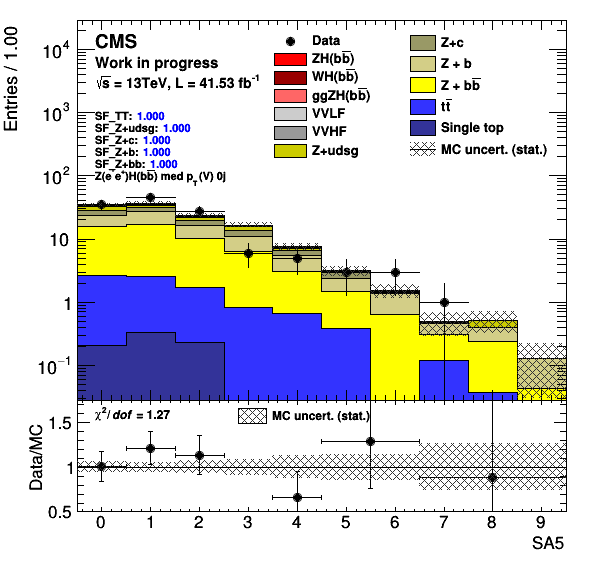 Entries / 1.00
10⁴
10³
10²
10
1
10⁻¹
CMS
Work in progress
√s = 13TeV, L = 41.53 fb⁻¹
SF_TT: 1.000
SF_Z+udsg: 1.000
SF_Z+c: 1.000
SF_Z+b: 1.000
SF_Z+bb: 1.000
Z(e⁻e⁺)H(bb̅) med p_T(V) 0j
Data
ZH(bb̅)
WH(bb̅)
ggZH(bb̅)
VVLF
VVHF
Z+udsg
Z+c
Z + b
Z + bb̅
tt̅
Single top
MC uncert. (stat.)
Data/MC
1.5
1
0.5
χ²/dof = 1.27
MC uncert. (stat.)
0 1 2 3 4 5 6 7 8 9
SA5